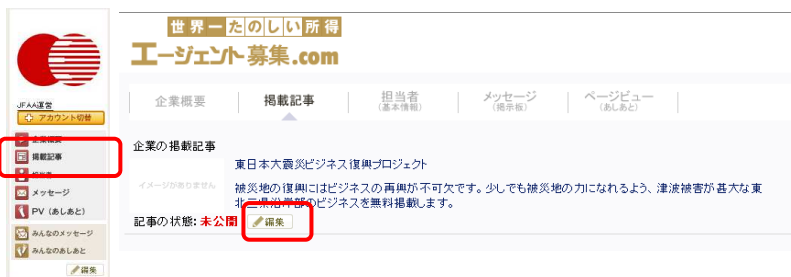 世界一たのしい所得
エージェント募集.com
JFAA運営
アカウント切替
企業概要
掲載記事
担当者
メッセージ
PV（あしあと）
みんなのメッセージ
みんなのあしあと
編集
企業概要
掲載記事
担当者
（基本情報）
メッセージ
（掲示板）
ページビュー
（あしあと）
企業の掲載記事
東日本大震災ビジネス復興プロジェクト
イメージがありません
被災地の復興にはビジネスの再興が不可欠です。少しでも被災地の力になれるよう、津波被害が甚大な東
北三県沿岸部のビジネスを無料掲載します。
記事の状態: 未公開 編集